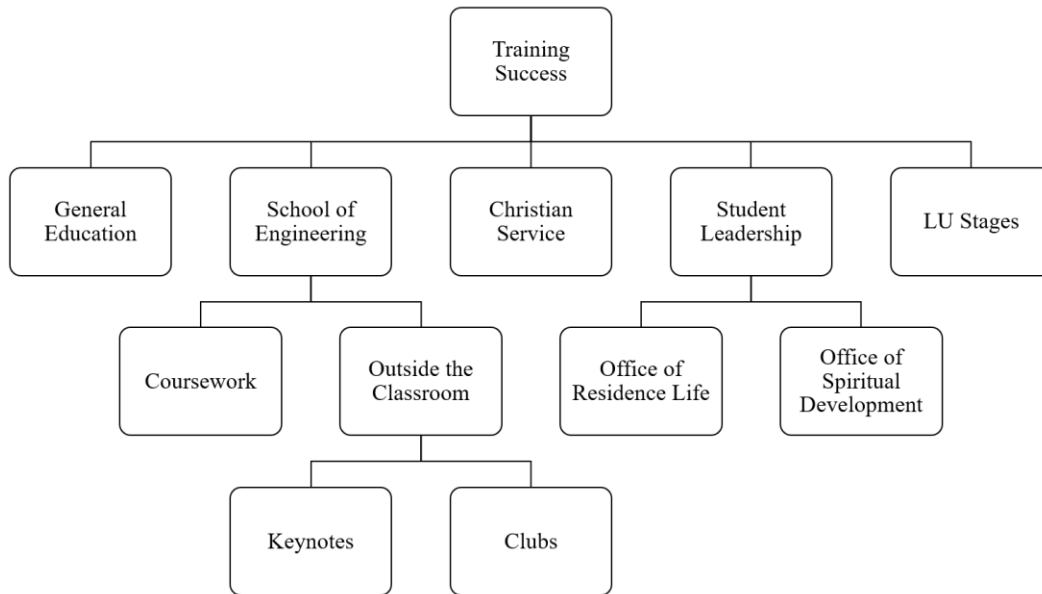 Training
Success
General
Education
School of
Engineering
Christian
Service
Student
Leadership
LU Stages
Coursework
Outside the
Classroom
Office of
Residence Life
Office of
Spiritual
Development
Keynotes
Clubs